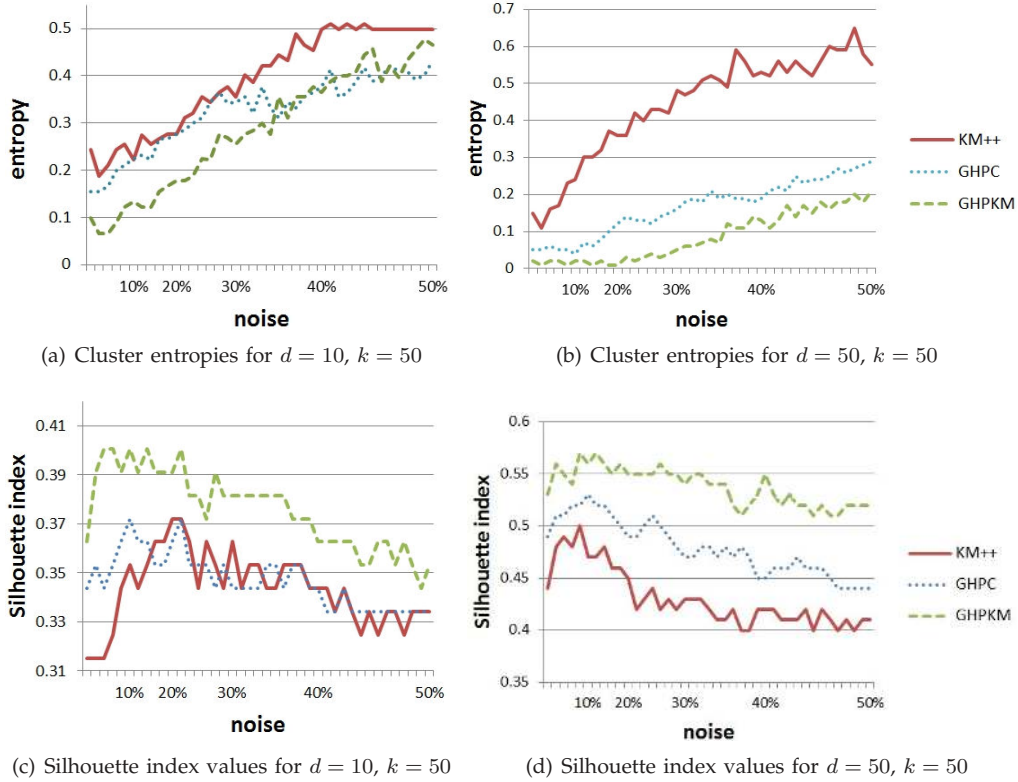 entropy
0.5
0.4
0.3
0.2
0.1
0
10% 20% 30% 40% 50%
noise
(a) Cluster entropies for d = 10, k = 50
entropy
0.7
0.6
0.5
0.4
0.3
0.2
0.1
0
10% 20% 30% 40% 50%
noise
(b) Cluster entropies for d = 50, k = 50
KM++
GHPC
GHPKM
Silhouette index
0.41
0.39
0.37
0.35
0.33
0.31
10% 20% 30% 40% 50%
noise
(c) Silhouette index values for d = 10, k = 50
Silhouette index
0.6
0.55
0.5
0.45
0.4
0.35
10% 20% 30% 40% 50%
noise
(d) Silhouette index values for d = 50, k = 50
KM++
GHPC
GHPKM